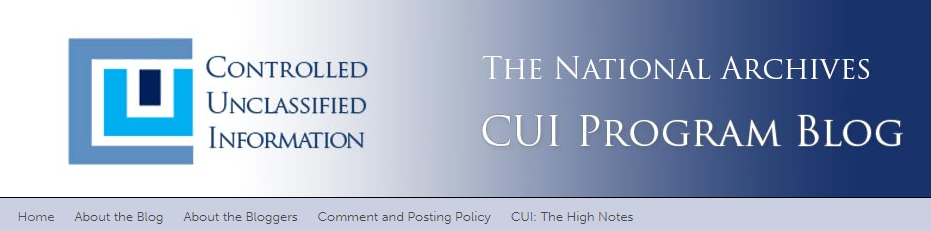 Controlled
Unclassified
Information
The National Archives
CUI Program Blog
Home About the Blog About the Bloggers Comment and Posting Policy CUI: The High Notes